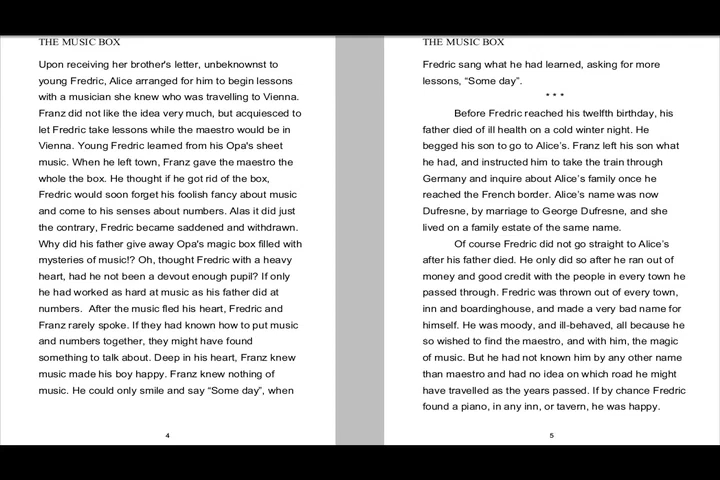 THE MUSIC BOX
Upon receiving her brother's letter, unbeknownst to
young Fredric, Alice arranged for him to begin lessons
with a musician she knew who was travelling to Vienna.
Franz did not like the idea very much, but acquiesced to
let Fredric take lessons while the maestro would be in
Vienna. Young Fredric learned from his Opa's sheet
music. When he left town, Franz gave the maestro the
whole the box. He thought if he got rid of the box,
Fredric would soon forget his foolish fancy about music
and come to his senses about numbers. Alas it did just
the contrary, Fredric became saddened and withdrawn.
Why did his father give away Opa's magic box filled with
mysteries of music!? Oh, thought Fredric with a heavy
heart, had he not been a devout enough pupil? If only
he had worked as hard at music as his father did at
numbers.  After the music fled his heart, Fredric and
Franz rarely spoke. If they had known how to put music
and numbers together, they might have found
something to talk about. Deep in his heart, Franz knew
music made his boy happy. Franz knew nothing of
music. He could only smile and say “Some day”, when
4
THE MUSIC BOX
Fredric sang what he had learned, asking for more
lessons, “Some day”.
* * *
Before Fredric reached his twelfth birthday, his
father died of ill health on a cold winter night. He
begged his son to go to Alice’s. Franz left his son what
he had, and instructed him to take the train through
Germany and inquire about Alice’s family once he
reached the French border. Alice’s name was now
Dufresne, by marriage to George Dufresne, and she
lived on a family estate of the same name.
Of course Fredric did not go straight to Alice’s
after his father died. He only did so after he ran out of
money and good credit with the people in every town he
passed through. Fredric was thrown out of every town,
inn and boardinghouse, and made a very bad name for
himself. He was moody, and ill-behaved, all because he
so wished to find the maestro, and with him, the magic
of music. But he had not known him by any other name
than maestro and had no idea on which road he might
have travelled as the years passed. If by chance Fredric
found a piano, in any inn, or tavern, he was happy.
5